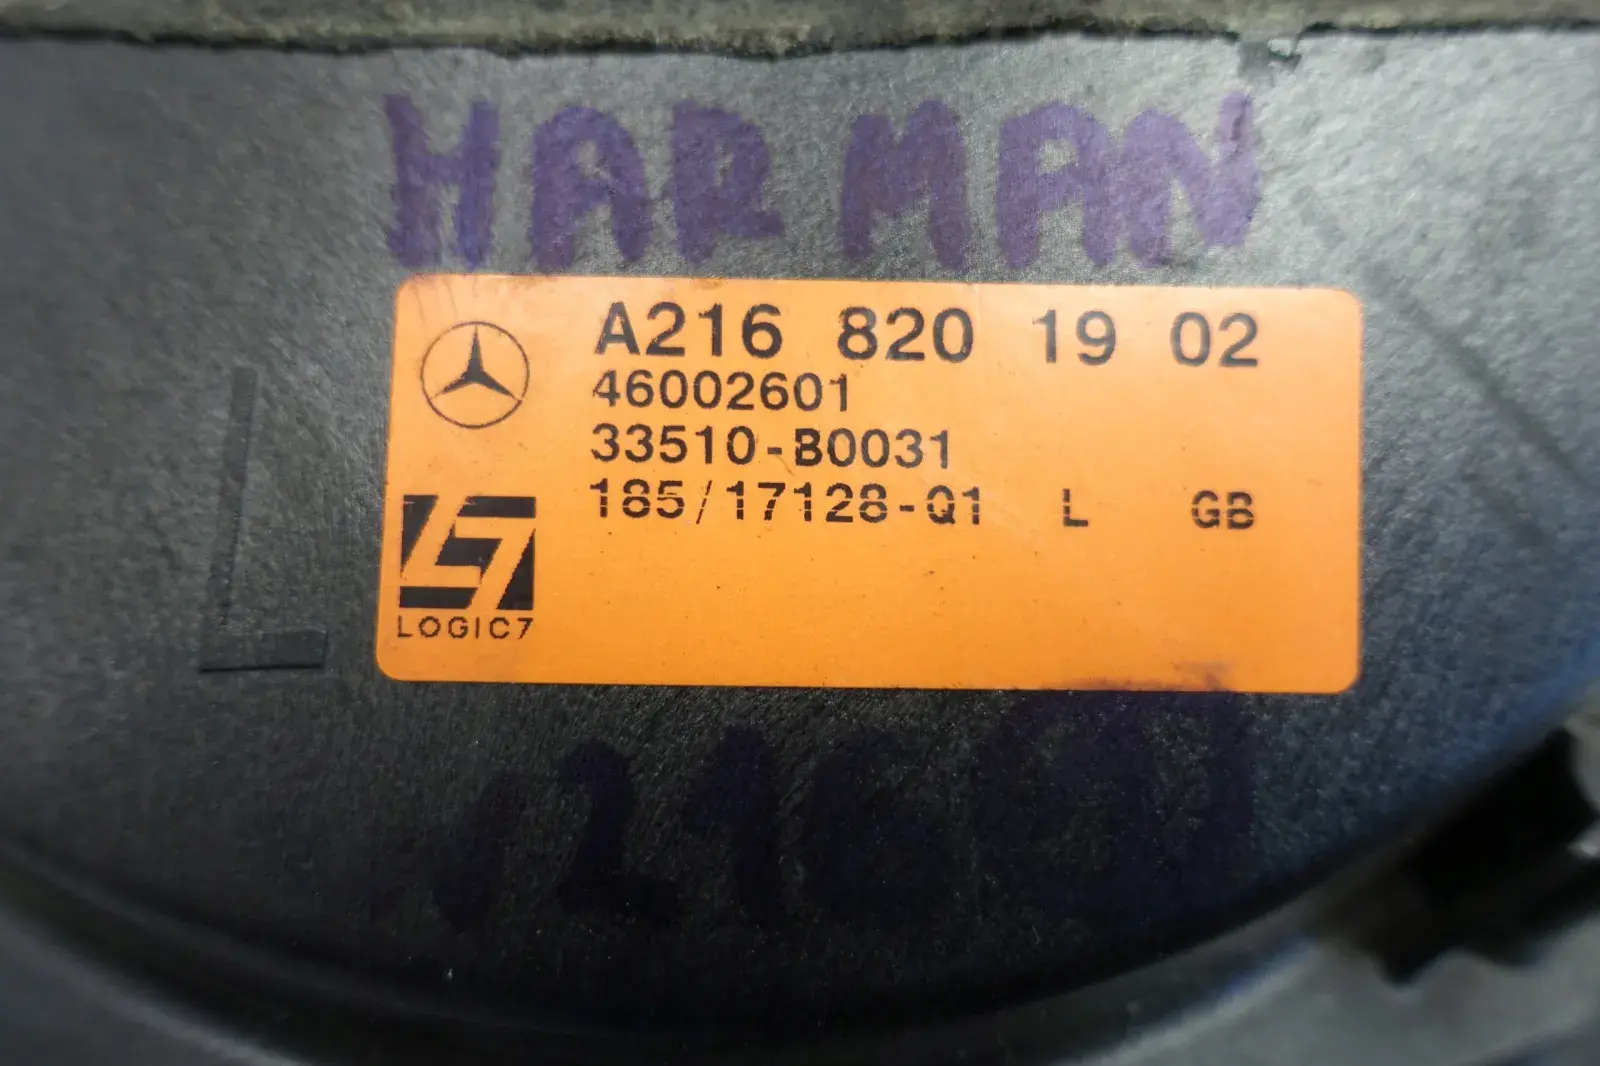 HARMAN
A216 820 19 02
46002601
33510-B0031
185/17128-Q1 L GB
LOGIC7
L